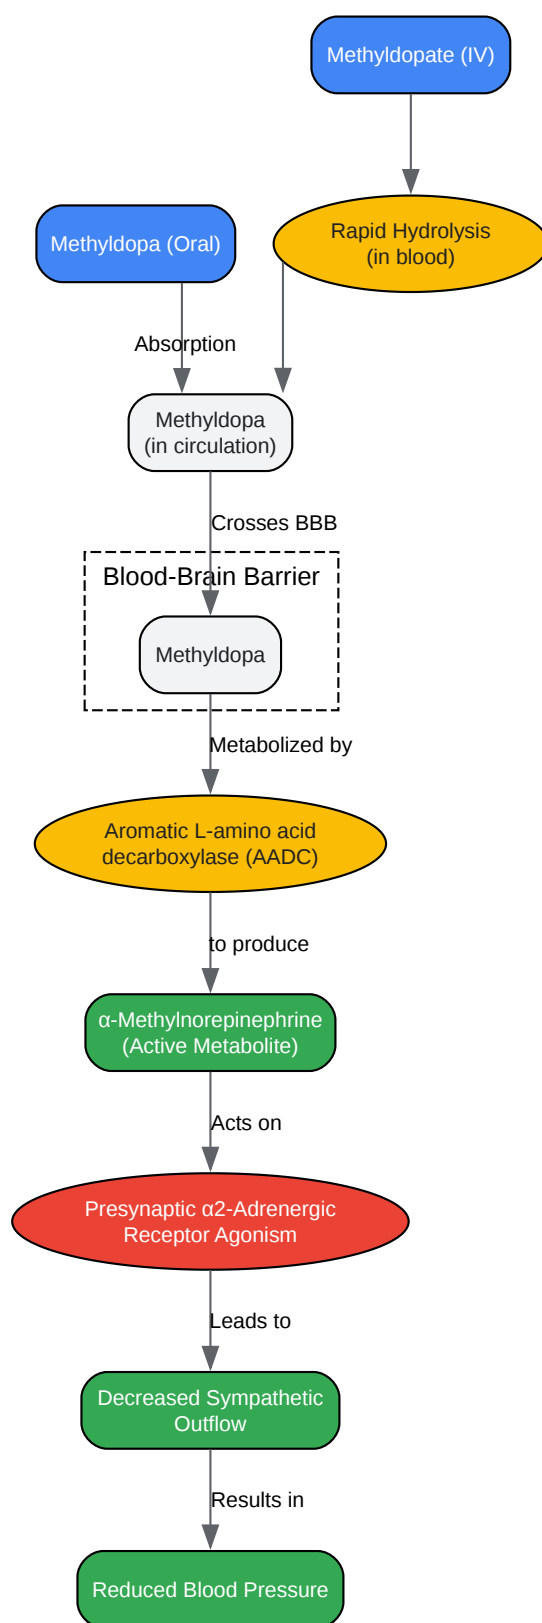 Methyldopate (IV)
Rapid Hydrolysis
(in blood)
Methyldopa (Oral)
Absorption
Methyldopa
(in circulation)
Crosses BBB
Blood-Brain Barrier
Methyldopa
Metabolized by
Aromatic L-amino acid
decarboxylase (AADC)
to produce
α-Methylnorepinephrine
(Active Metabolite)
Acts on
Presynaptic α2-Adrenergic
Receptor Agonism
Leads to
Decreased Sympathetic
Outflow
Results in
Reduced Blood Pressure